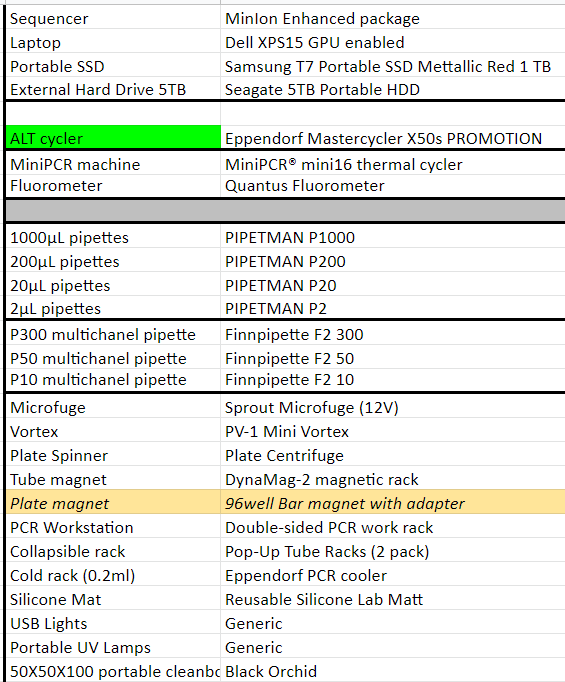 Sequencer MinIon Enhanced package
Laptop Dell XPS15 GPU enabled
Portable SSD Samsung T7 Portable SSD Mettallic Red 1 TB
External Hard Drive 5TB Seagate 5TB Portable HDD
ALT cycler Eppendorf Mastercycler X50s PROMOTION
MiniPCR machine MiniPCR® mini16 thermal cycler
Fluorometer Quantus Fluorometer
1000µL pipettes PIPETMAN P1000
200µL pipettes PIPETMAN P200
20µL pipettes PIPETMAN P20
2µL pipettes PIPETMAN P2
P300 multichanel pipette Finnpipette F2 300
P50 multichanel pipette Finnpipette F2 50
P10 multichanel pipette Finnpipette F2 10
Microfuge Sprout Microfuge (12V)
Vortex PV-1 Mini Vortex
Plate Spinner Plate Centrifuge
Tube magnet DynaMag-2 magnetic rack
Plate magnet 96well Bar magnet with adapter
PCR Workstation Double-sided PCR work rack
Collapsible rack Pop-Up Tube Racks (2 pack)
Cold rack (0.2ml) Eppendorf PCR cooler
Silicone Mat Reusable Silicone Lab Matt
USB Lights Generic
Portable UV Lamps Generic
50X50X100 portable cleanbo Black Orchid